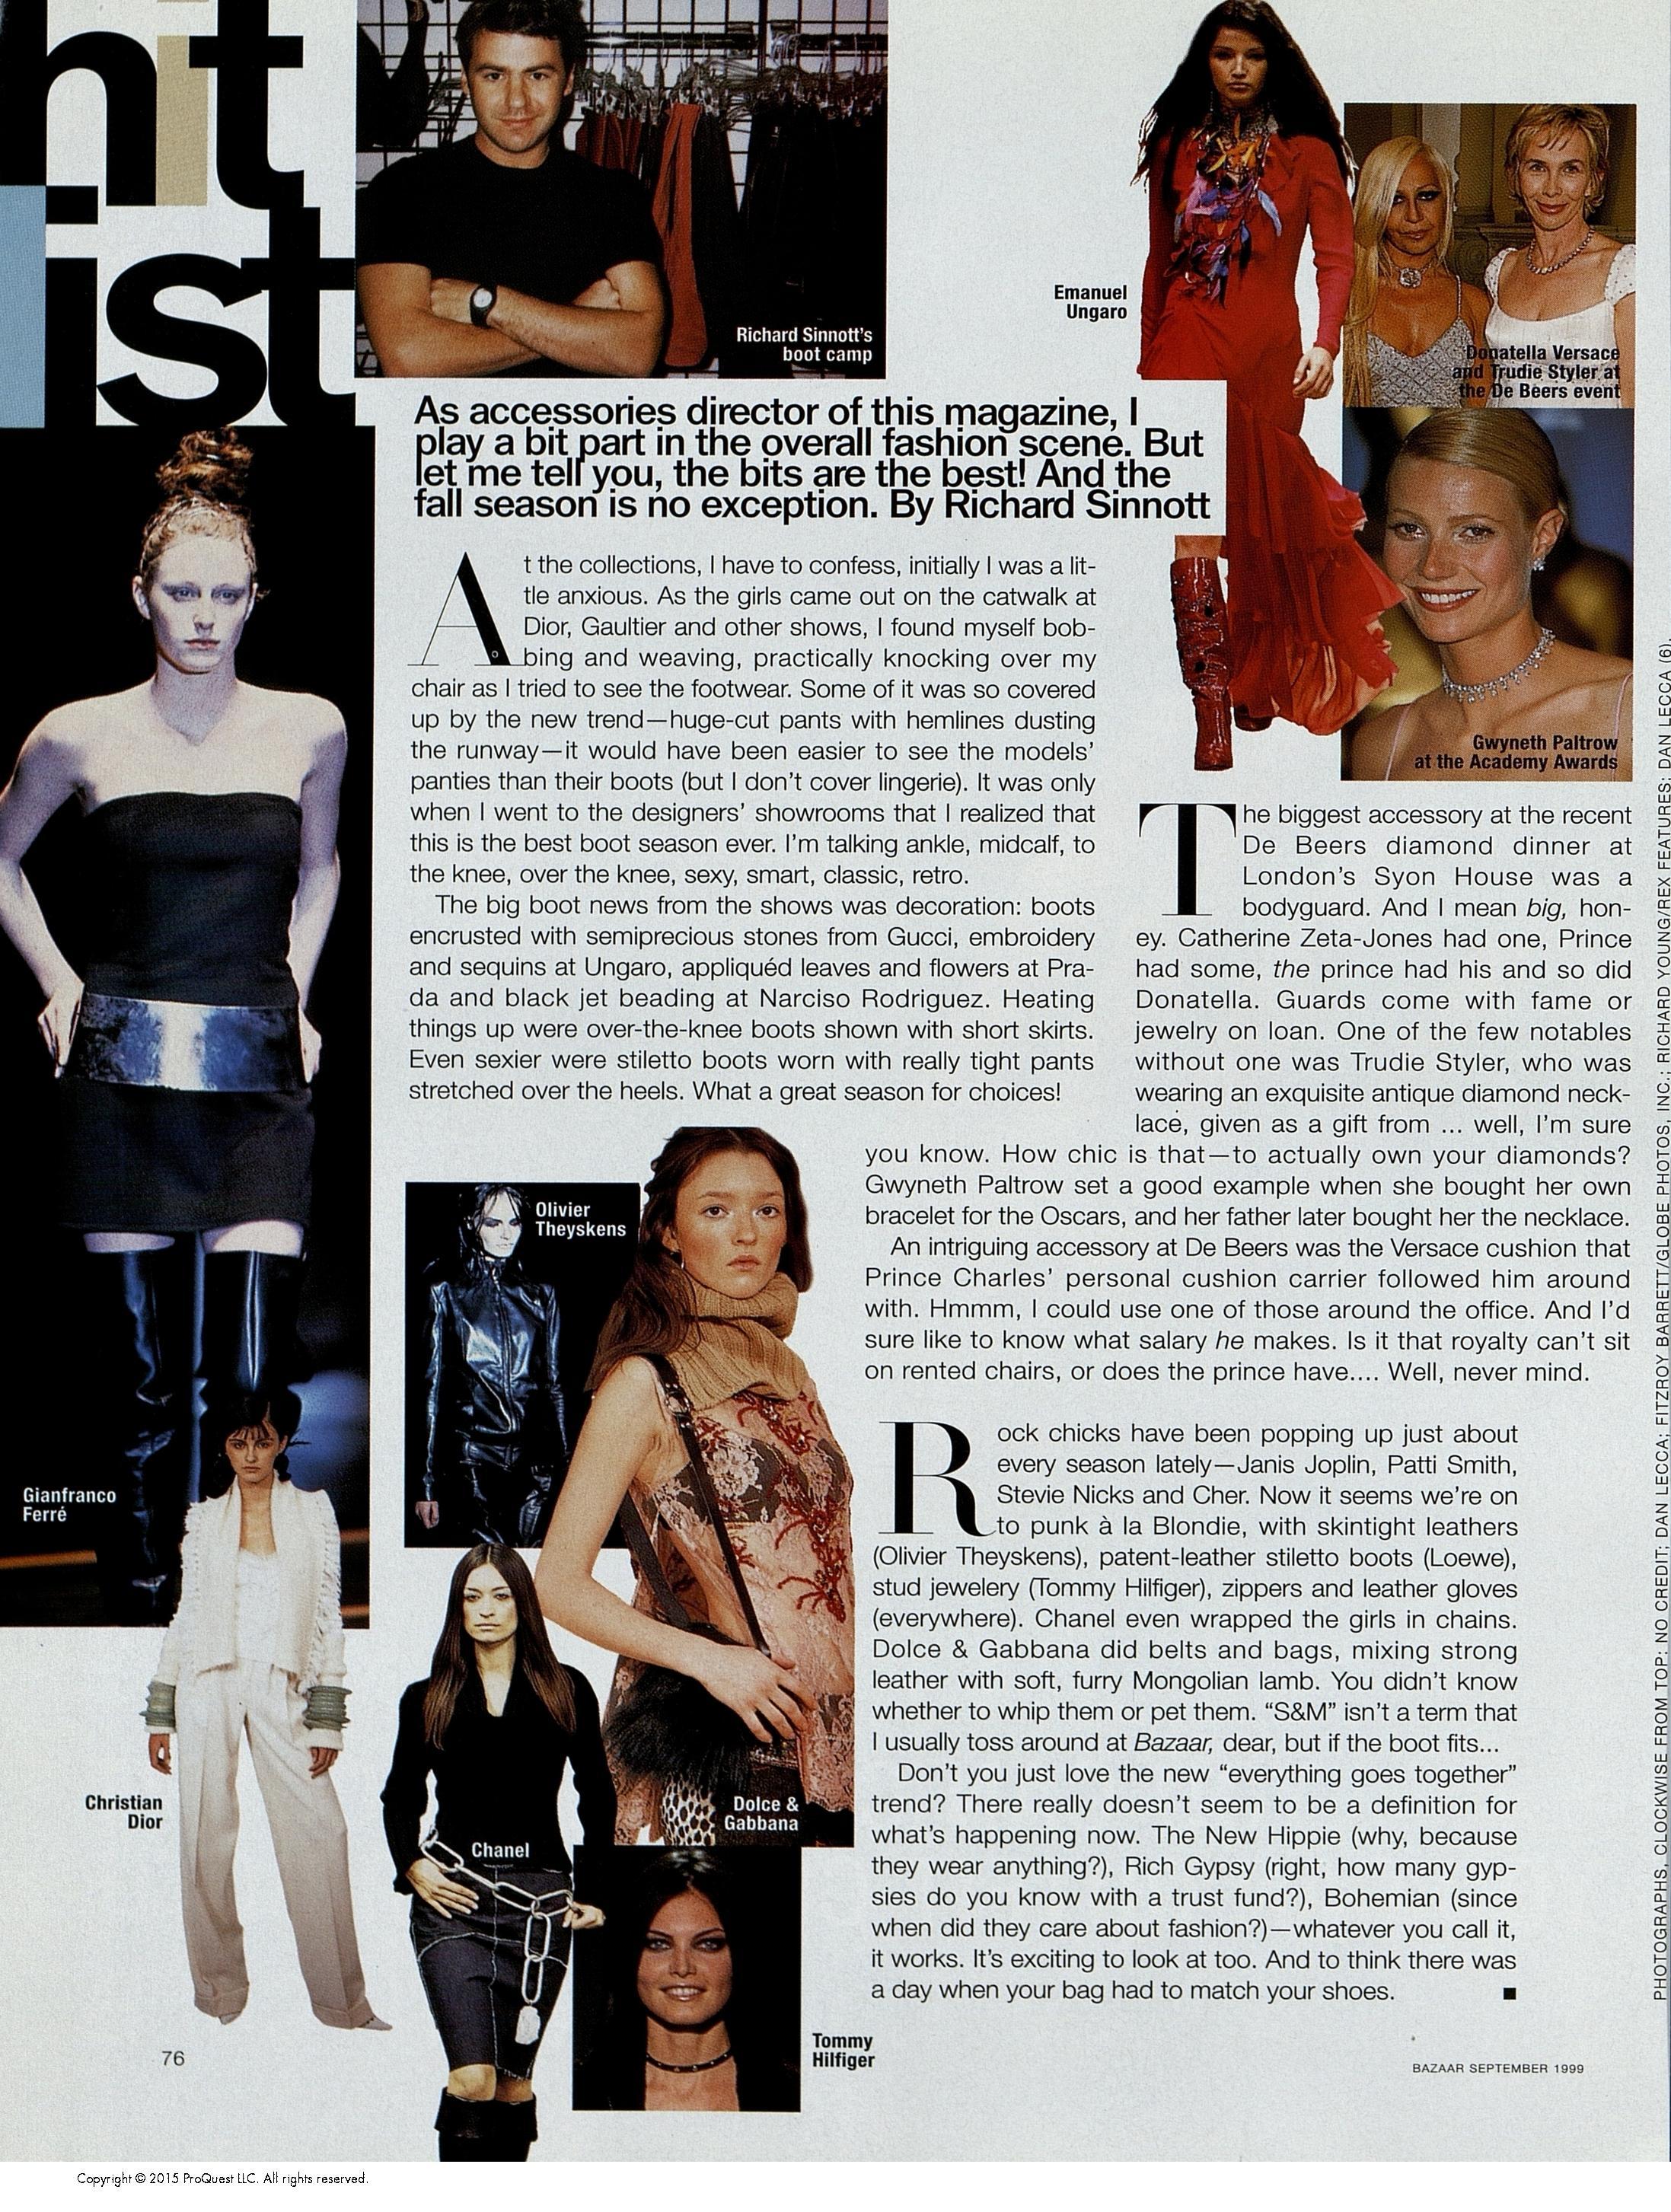 hit
list
Richard Sinnott's
boot camp
Emanuel
Ungaro
Donatella Versace
and Trudie Styler at
the De Beers event
As accessories director of this magazine, I
play a bit part in the overall fashion scene. But
let me tell you, the bits are the best! And the
fall season is no exception. By Richard Sinnott
Gwyneth Paltrow
at the Academy Awards
At the collections, I have to confess, initially I was a lit-
tle anxious. As the girls came out on the catwalk at
Dior, Gaultier and other shows, I found myself bob-
bing and weaving, practically knocking over my
chair as I tried to see the footwear. Some of it was so covered
up by the new trend—huge-cut pants with hemlines dusting
the runway—it would have been easier to see the models'
panties than their boots (but I don't cover lingerie). It was only
when I went to the designers' showrooms that I realized that
this is the best boot season ever. I'm talking ankle, midcalf, to
the knee, over the knee, sexy, smart, classic, retro.
The big boot news from the shows was decoration: boots
encrusted with semiprecious stones from Gucci, embroidery
and sequins at Ungaro, appliquéd leaves and flowers at Pra-
da and black jet beading at Narciso Rodriguez. Heating
things up were over-the-knee boots shown with short skirts.
Even sexier were stiletto boots worn with really tight pants
stretched over the heels. What a great season for choices!
The biggest accessory at the recent
De Beers diamond dinner at
London's Syon House was a
bodyguard. And I mean big, hon-
ey. Catherine Zeta-Jones had one, Prince
had some, the prince had his and so did
Donatella. Guards come with fame or
jewelry on loan. One of the few notables
without one was Trudie Styler, who was
wearing an exquisite antique diamond neck-
lace, given as a gift from ... well, I'm sure
you know. How chic is that—to actually own your diamonds?
Gwyneth Paltrow set a good example when she bought her own
bracelet for the Oscars, and her father later bought her the necklace.
An intriguing accessory at De Beers was the Versace cushion that
Prince Charles' personal cushion carrier followed him around
with. Hmmm, I could use one of those around the office. And I'd
sure like to know what salary he makes. Is it that royalty can't sit
on rented chairs, or does the prince have.... Well, never mind.
Rock chicks have been popping up just about
every season lately—Janis Joplin, Patti Smith,
Stevie Nicks and Cher. Now it seems we're on
to punk à la Blondie, with skintight leathers
(Olivier Theyskens), patent-leather stiletto boots (Loewe),
stud jewelery (Tommy Hilfiger), zippers and leather gloves
(everywhere). Chanel even wrapped the girls in chains.
Dolce & Gabbana did belts and bags, mixing strong
leather with soft, furry Mongolian lamb. You didn't know
whether to whip them or pet them. “S&M” isn't a term that
I usually toss around at Bazaar, dear, but if the boot fits...
Don't you just love the new “everything goes together”
trend? There really doesn't seem to be a definition for
what's happening now. The New Hippie (why, because
they wear anything?), Rich Gypsy (right, how many gyp-
sies do you know with a trust fund?), Bohemian (since
when did they care about fashion?)—whatever you call it,
it works. It's exciting to look at too. And to think there was
a day when your bag had to match your shoes.
Olivier
Theyskens
Gianfranco
Ferré
Christian
Dior
Chanel
Dolce &
Gabbana
Tommy
Hilfiger
PHOTOGRAPHS, CLOCKWISE FROM TOP: NO CREDIT; DAN LECCA; FITZROY BARRETT/GLOBE PHOTOS, INC.; RICHARD YOUNG/REX FEATURES; DAN LECCA (6).
76
BAZAAR SEPTEMBER 1999
Copyright © 2015 ProQuest LLC. All rights reserved.